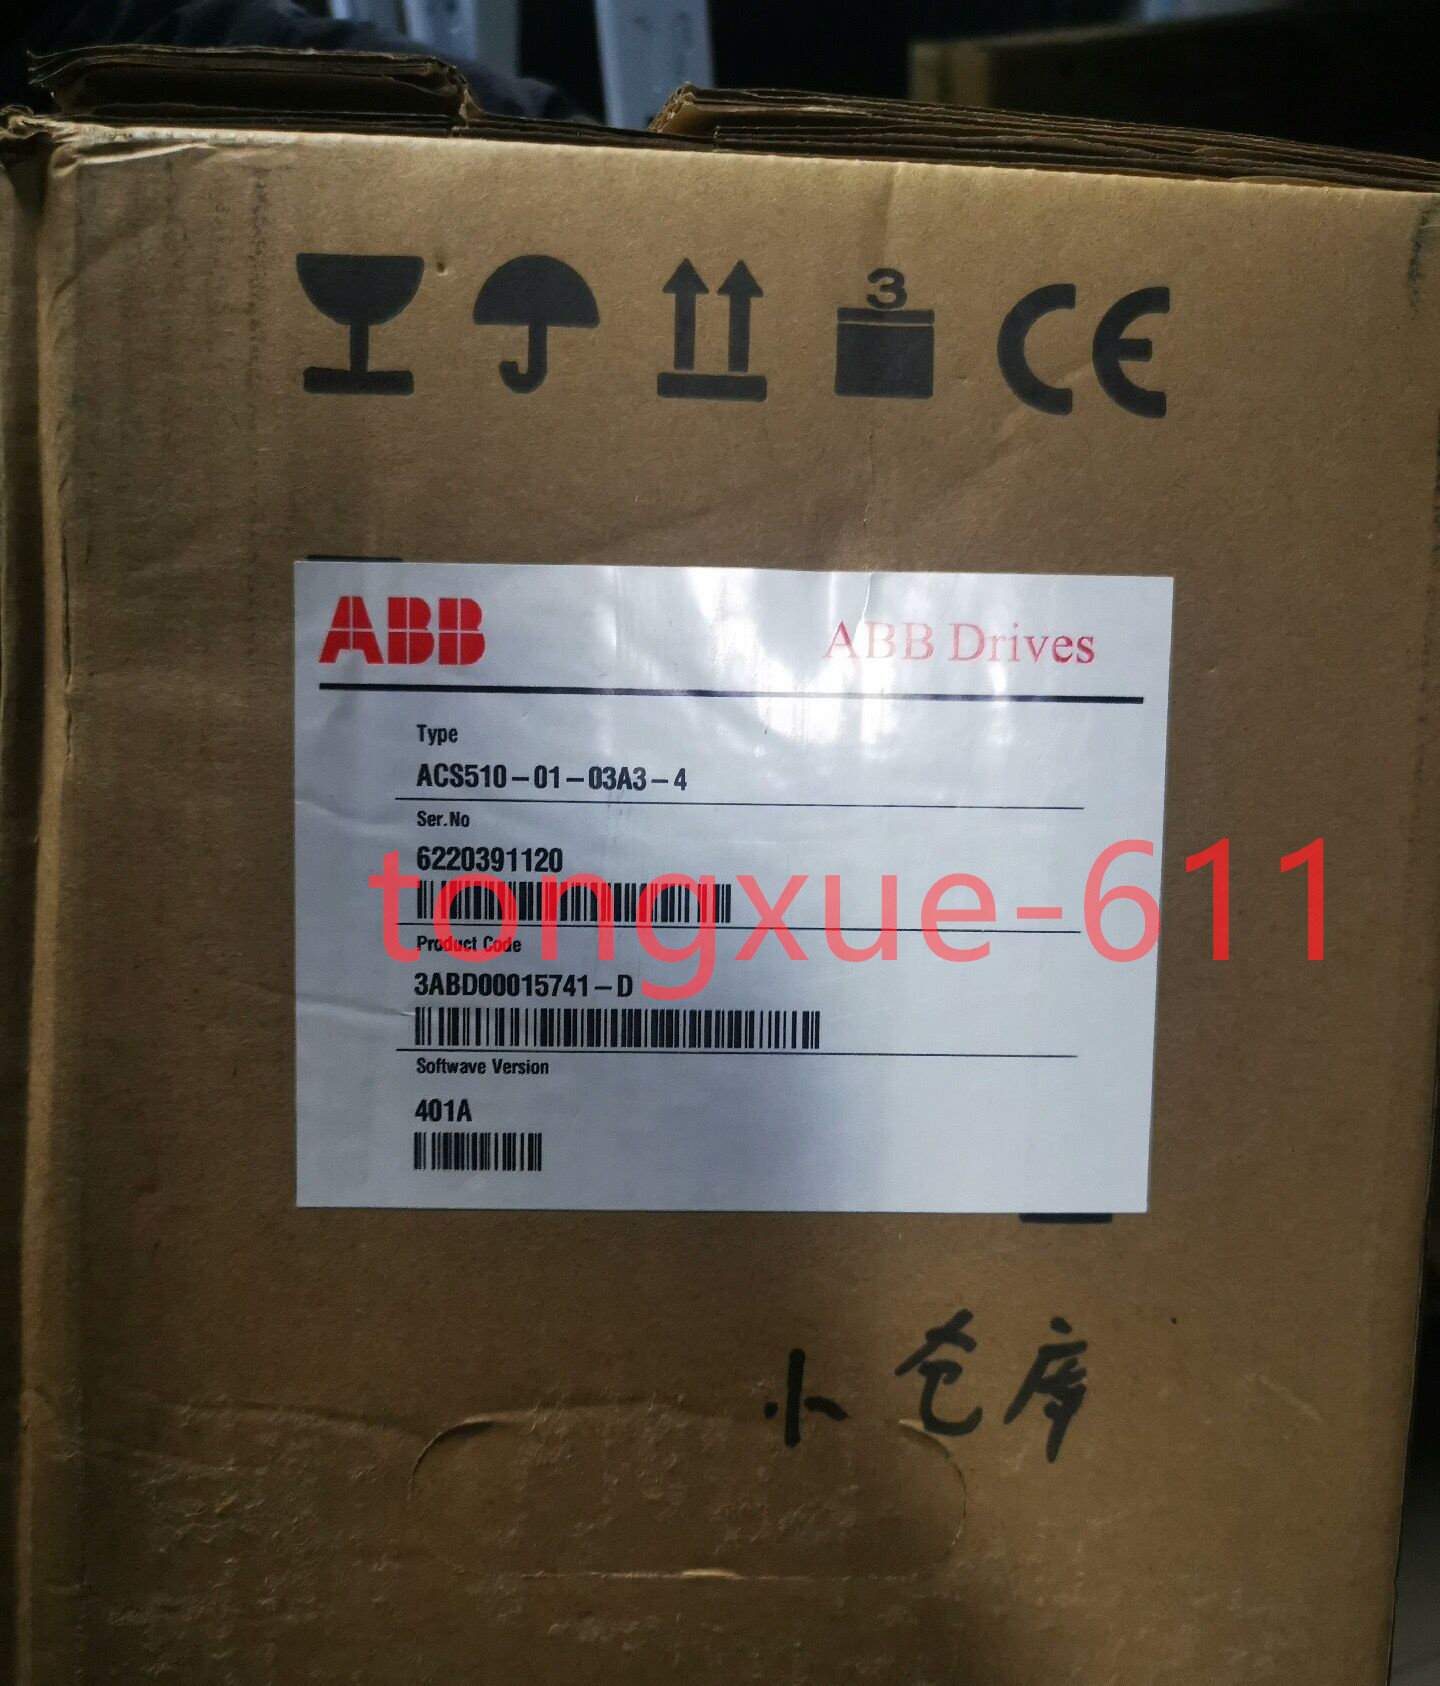 3
CE
ABB
ABB Drives
Type
ACS510-01-03A3-4
Ser.No
6220391120
tongxue-611
Product Code
3ABD00015741-D
Softwave Version
401A
小仓库